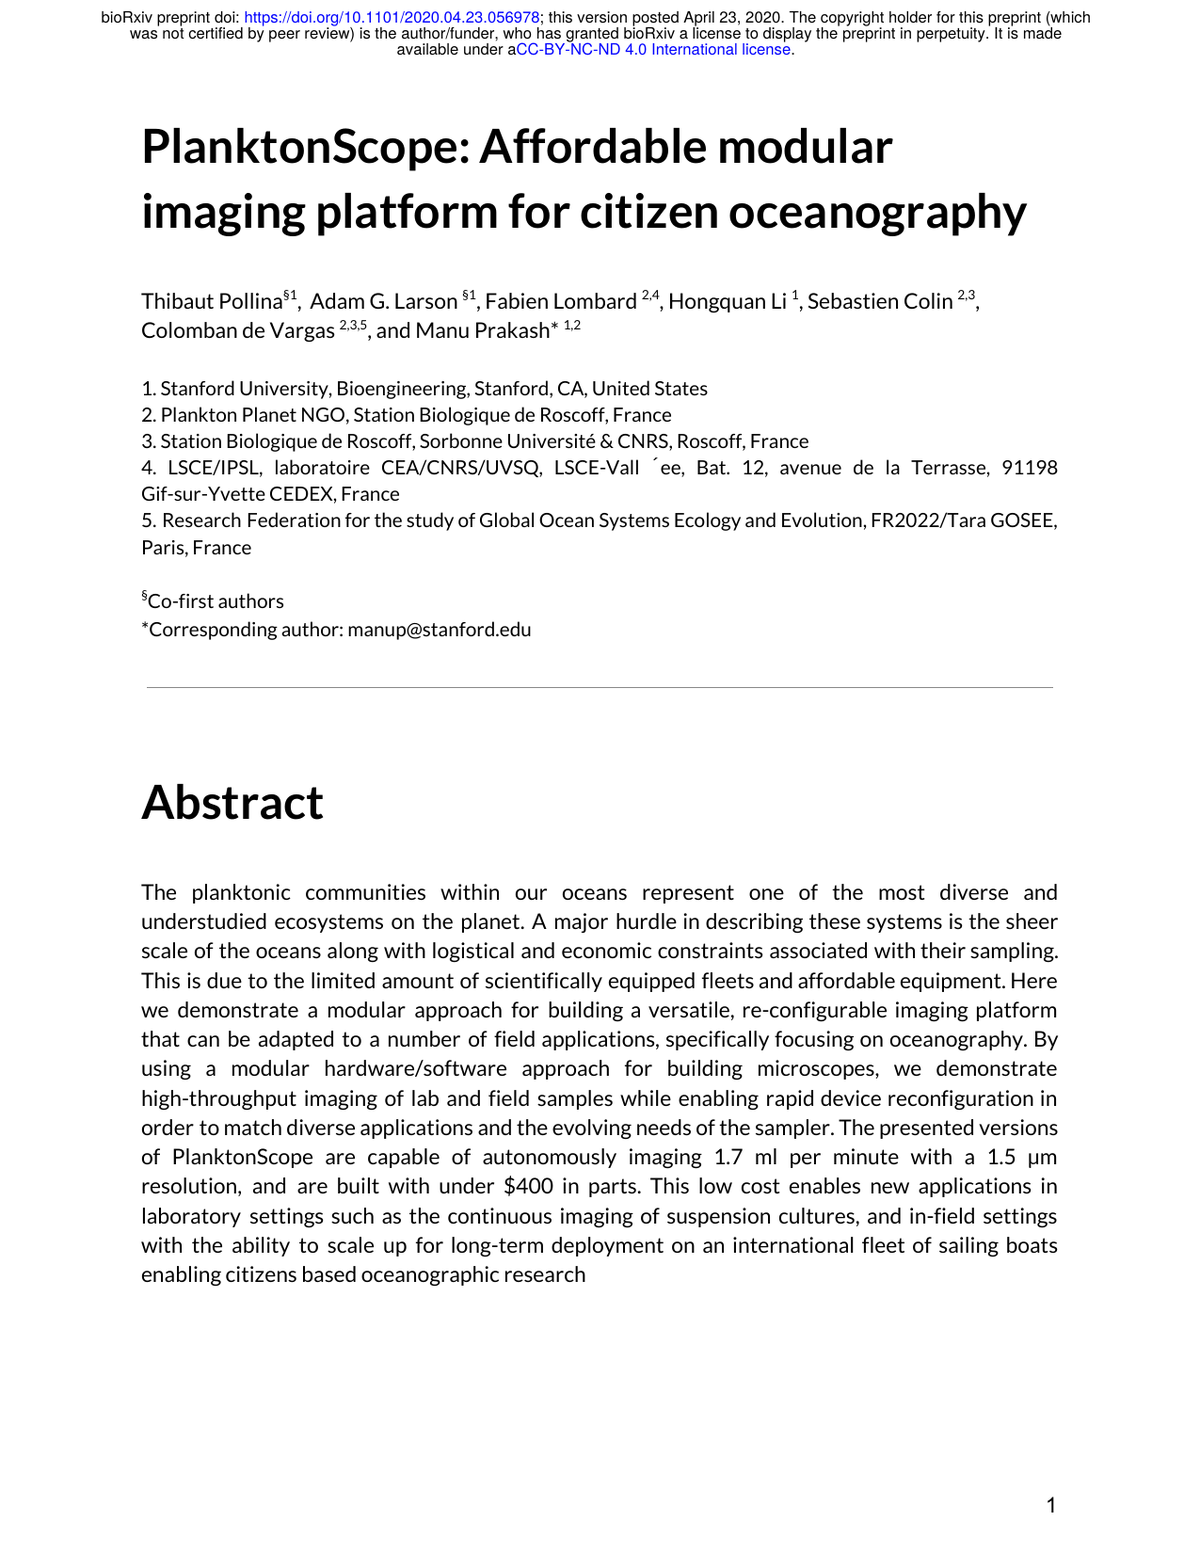 bioRxiv preprint doi: https://doi.org/10.1101/2020.04.23.056978; this version posted April 23, 2020. The copyright holder for this preprint (which
was not certified by peer review) is the author/funder, who has granted bioRxiv a license to display the preprint in perpetuity. It is made
available under aCC-BY-NC-ND 4.0 International license.
PlanktonScope: Affordable modular
imaging platform for citizen oceanography
Thibaut Pollina§1, Adam G. Larson §1, Fabien Lombard 2,4, Hongquan Li 1, Sebastien Colin 2,3,
Colomban de Vargas 2,3,5, and Manu Prakash* 1,2
1. Stanford University, Bioengineering, Stanford, CA, United States
2. Plankton Planet NGO, Station Biologique de Roscoff, France
3. Station Biologique de Roscoff, Sorbonne Université & CNRS, Roscoff, France
4. LSCE/IPSL, laboratoire CEA/CNRS/UVSQ, LSCE-Vall ´ee, Bat. 12, avenue de la Terrasse, 91198
Gif-sur-Yvette CEDEX, France
5. Research Federation for the study of Global Ocean Systems Ecology and Evolution, FR2022/Tara GOSEE,
Paris, France
§Co-first authors
*Corresponding author: manup@stanford.edu
Abstract
The planktonic communities within our oceans represent one of the most diverse and
understudied ecosystems on the planet. A major hurdle in describing these systems is the sheer
scale of the oceans along with logistical and economic constraints associated with their sampling.
This is due to the limited amount of scientifically equipped fleets and affordable equipment. Here
we demonstrate a modular approach for building a versatile, re-configurable imaging platform
that can be adapted to a number of field applications, specifically focusing on oceanography. By
using a modular hardware/software approach for building microscopes, we demonstrate
high-throughput imaging of lab and field samples while enabling rapid device reconfiguration in
order to match diverse applications and the evolving needs of the sampler. The presented versions
of PlanktonScope are capable of autonomously imaging 1.7 ml per minute with a 1.5 μm
resolution, and are built with under $400 in parts. This low cost enables new applications in
laboratory settings such as the continuous imaging of suspension cultures, and in-field settings
with the ability to scale up for long-term deployment on an international fleet of sailing boats
enabling citizens based oceanographic research
1